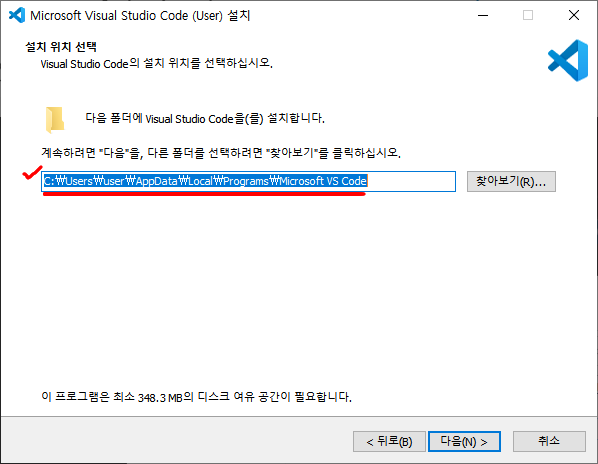 Microsoft Visual Studio Code (User) 설치
설치 위치 선택
Visual Studio Code의 설치 위치를 선택하십시오.
다음 폴더에 Visual Studio Code을(를) 설치합니다.
계속하려면 "다음"을, 다른 폴더를 선택하려면 "찾아보기"를 클릭하십시오.
C:₩Users₩user₩AppData₩Local₩Programs₩Microsoft VS Code
찾아보기(R)...
이 프로그램은 최소 348.3 MB의 디스크 여유 공간이 필요합니다.
< 뒤로(B)
다음(N) >
취소